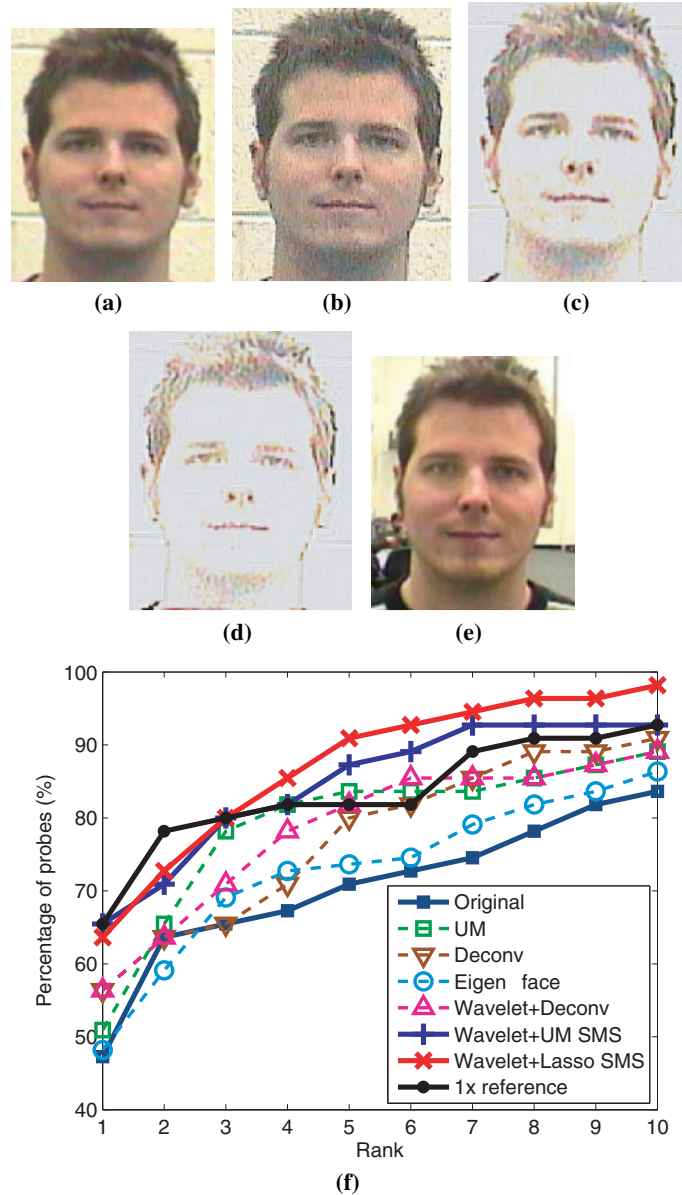 (a)
(b)
(c)
(d)
(e)
100
90
80
70
60
50
40
Percentage of probes (%)
Original
UM
Deconv
Eigen face
Wavelet+Deconv
Wavelet+UM SMS
Wavelet+Lasso SMS
1x reference
1 2 3 4 5 6 7 8 9 10
Rank
(f)